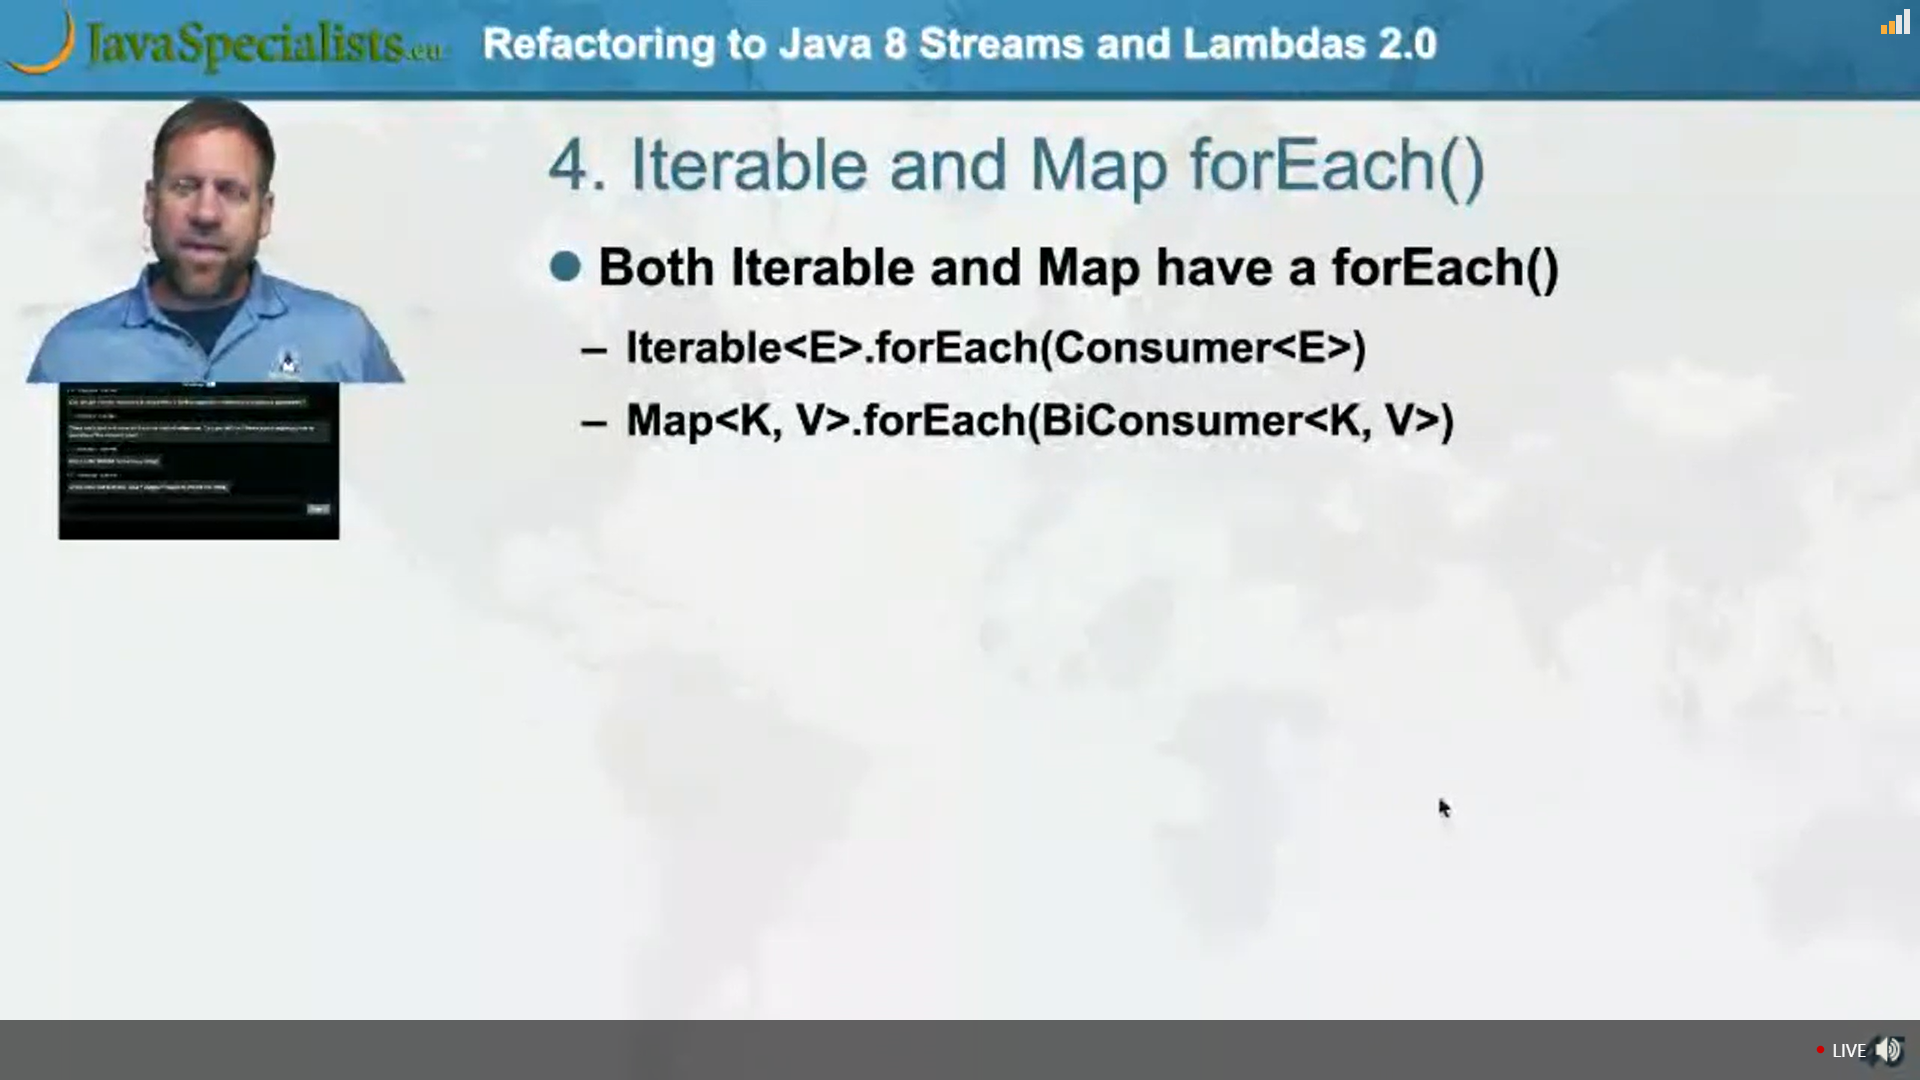 JavaSpecialists.eu
Refactoring to Java 8 Streams and Lambdas 2.0
4. Iterable and Map forEach()
Both Iterable and Map have a forEach()
– Iterable<E>.forEach(Consumer<E>)
– Map<K, V>.forEach(BiConsumer<K, V>)
LIVE